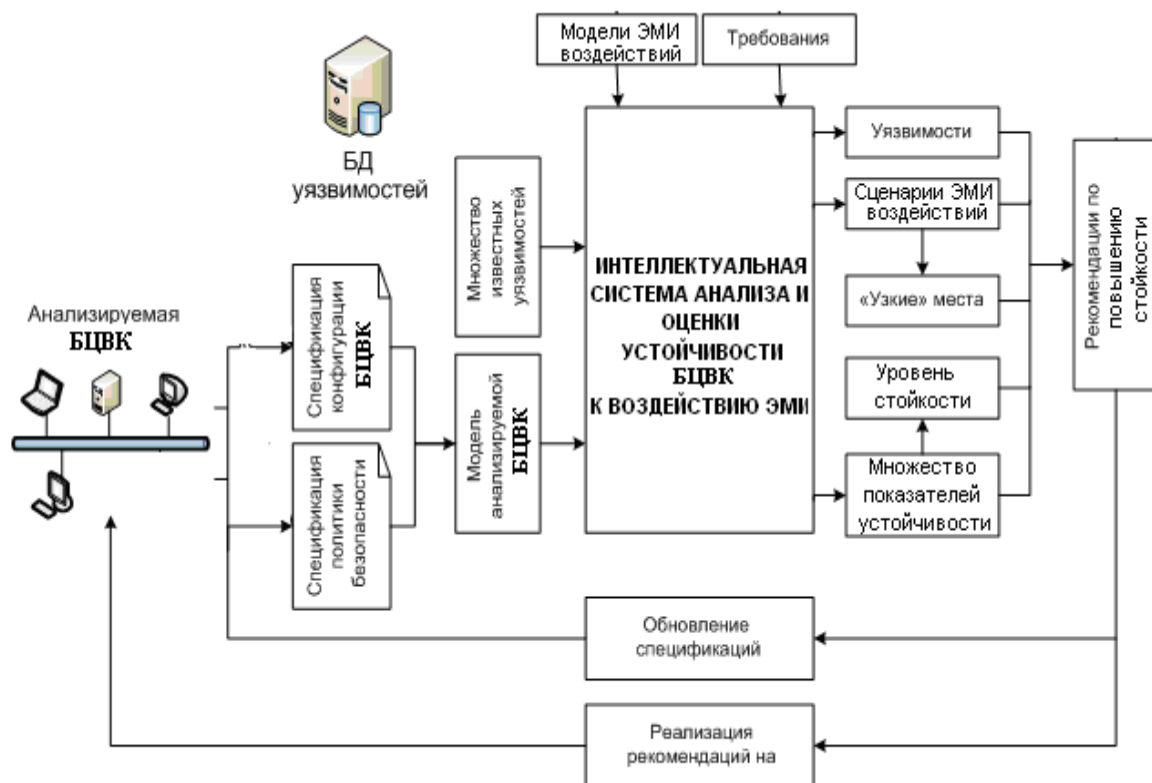 Модели ЭМИ
воздействий
Требования
БД
уязвимостей
Множество
известных
уязвимостей
Уязвимости
Сценарии ЭМИ
воздействий
«Узкие» места
Уровень
стойкости
Множество
показателей
устойчивости
Рекомендации по
повышению
стойкости
ИНТЕЛЛЕКТУАЛЬНАЯ
СИСТЕМА АНАЛИЗА И
ОЦЕНКИ
УСТОЙЧИВОСТИ
БЦВК
К ВОЗДЕЙСТВИЮ ЭМИ
Анализируемая
БЦВК
Спецификация
конфигурации
БЦВК
Спецификация
политики
безопасности
Модель
анализируемой
БЦВК
Обновление
спецификаций
Реализация
рекомендаций на